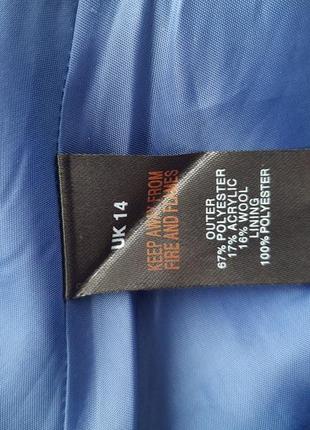 UK 14
KEEP AWAY FROM
FIRE AND FLAMES
OUTER
67% POLYESTER
17% ACRYLIC
16% WOOL
LINING
100% POLYESTER